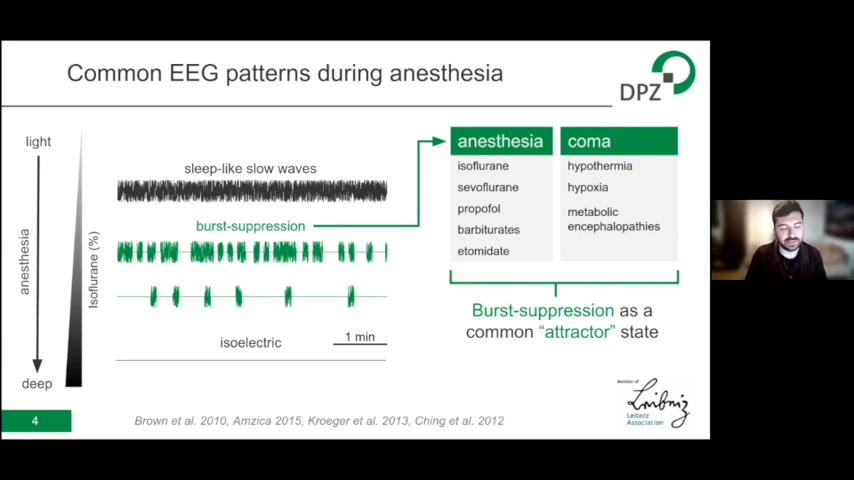 Common EEG patterns during anesthesia
DPZ
light
anesthesia
deep
Isoflurane (%)
sleep-like slow waves
burst-suppression
isoelectric
1 min
anesthesia
isoflurane
sevoflurane
propofol
barbiturates
etomidate
coma
hypothermia
hypoxia
metabolic
encephalopathies
Burst-suppression as a
common “attractor” state
4
Brown et al. 2010, Amzica 2015, Kroeger et al. 2013, Ching et al. 2012
Member of
Leibniz
Leibniz
Association